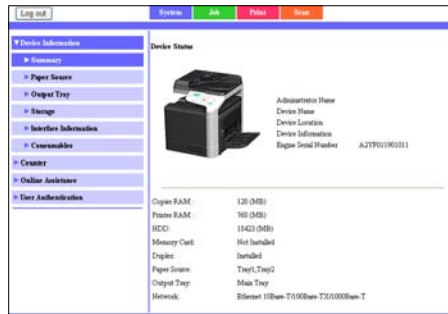 Log out
System Job Print Scan
▼Device Information
Summary
Paper Source
Output Tray
Storage
Interface Information
Consumables
Counter
Online Assistance
User Authentication
Device Status
Administrator Name
Device Name
Device Location
Device Information
Engine Serial Number A2YF011901011
Copier RAM : 120 (MB)
Printer RAM : 760 (MB)
HDD: 13423 (MB)
Memory Card: Not Installed
Duplex: Installed
Paper Source: Tray1,Tray2
Output Tray: Main Tray
Network: Ethernet 10Base-T/100Base-TX/1000Base-T